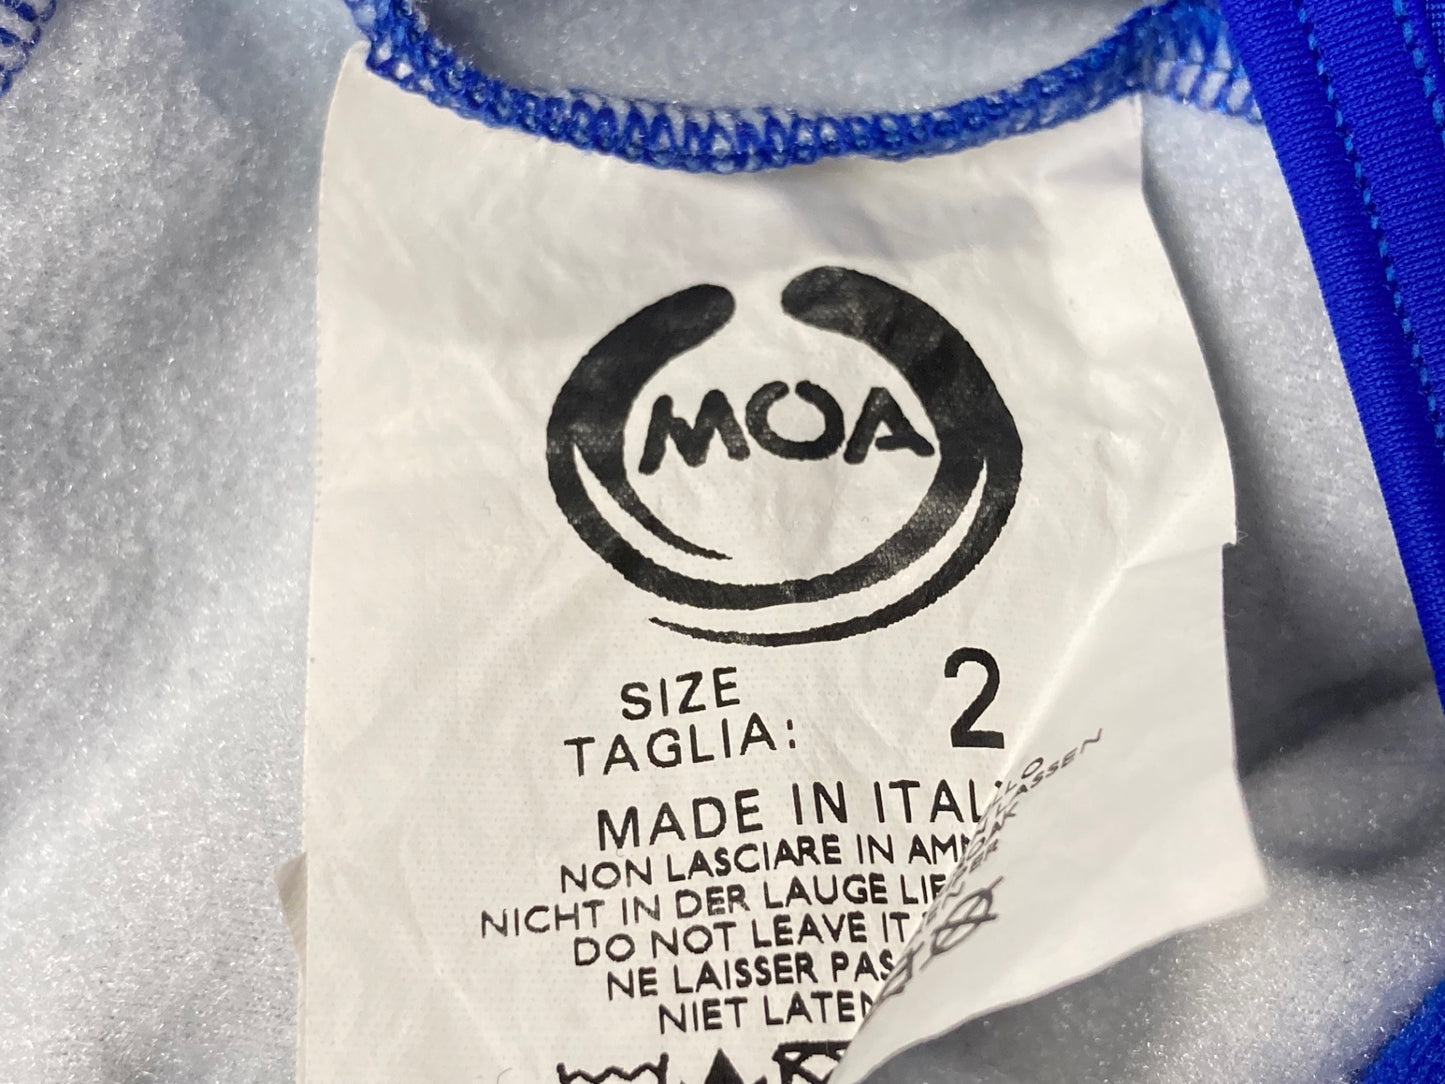 MOA
SIZE
TAGLIA: 2
MADE IN ITAL
NON LASCIARE IN AMM
NICHT IN DER LAUGE LIE
DO NOT LEAVE IT
NE LAISSER PAS
NIET LATEN